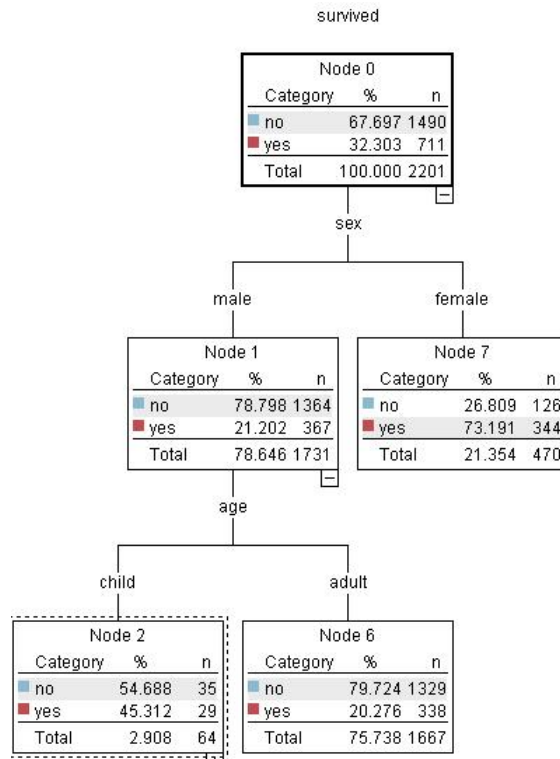 survived
Node 0
Category % n
no 67.697 1490
yes 32.303 711
Total 100.000 2201
sex
male female
Node 1
Category % n
no 78.798 1364
yes 21.202 367
Total 78.646 1731
Node 7
Category % n
no 26.809 126
yes 73.191 344
Total 21.354 470
age
child adult
Node 2
Category % n
no 54.688 35
yes 45.312 29
Total 2.908 64
Node 6
Category % n
no 79.724 1329
yes 20.276 338
Total 75.738 1667